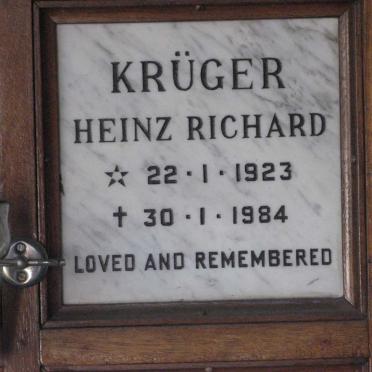 KRÜGER
HEINZ RICHARD
☆ 22·1·1923
✝ 30·1·1984
LOVED AND REMEMBERED